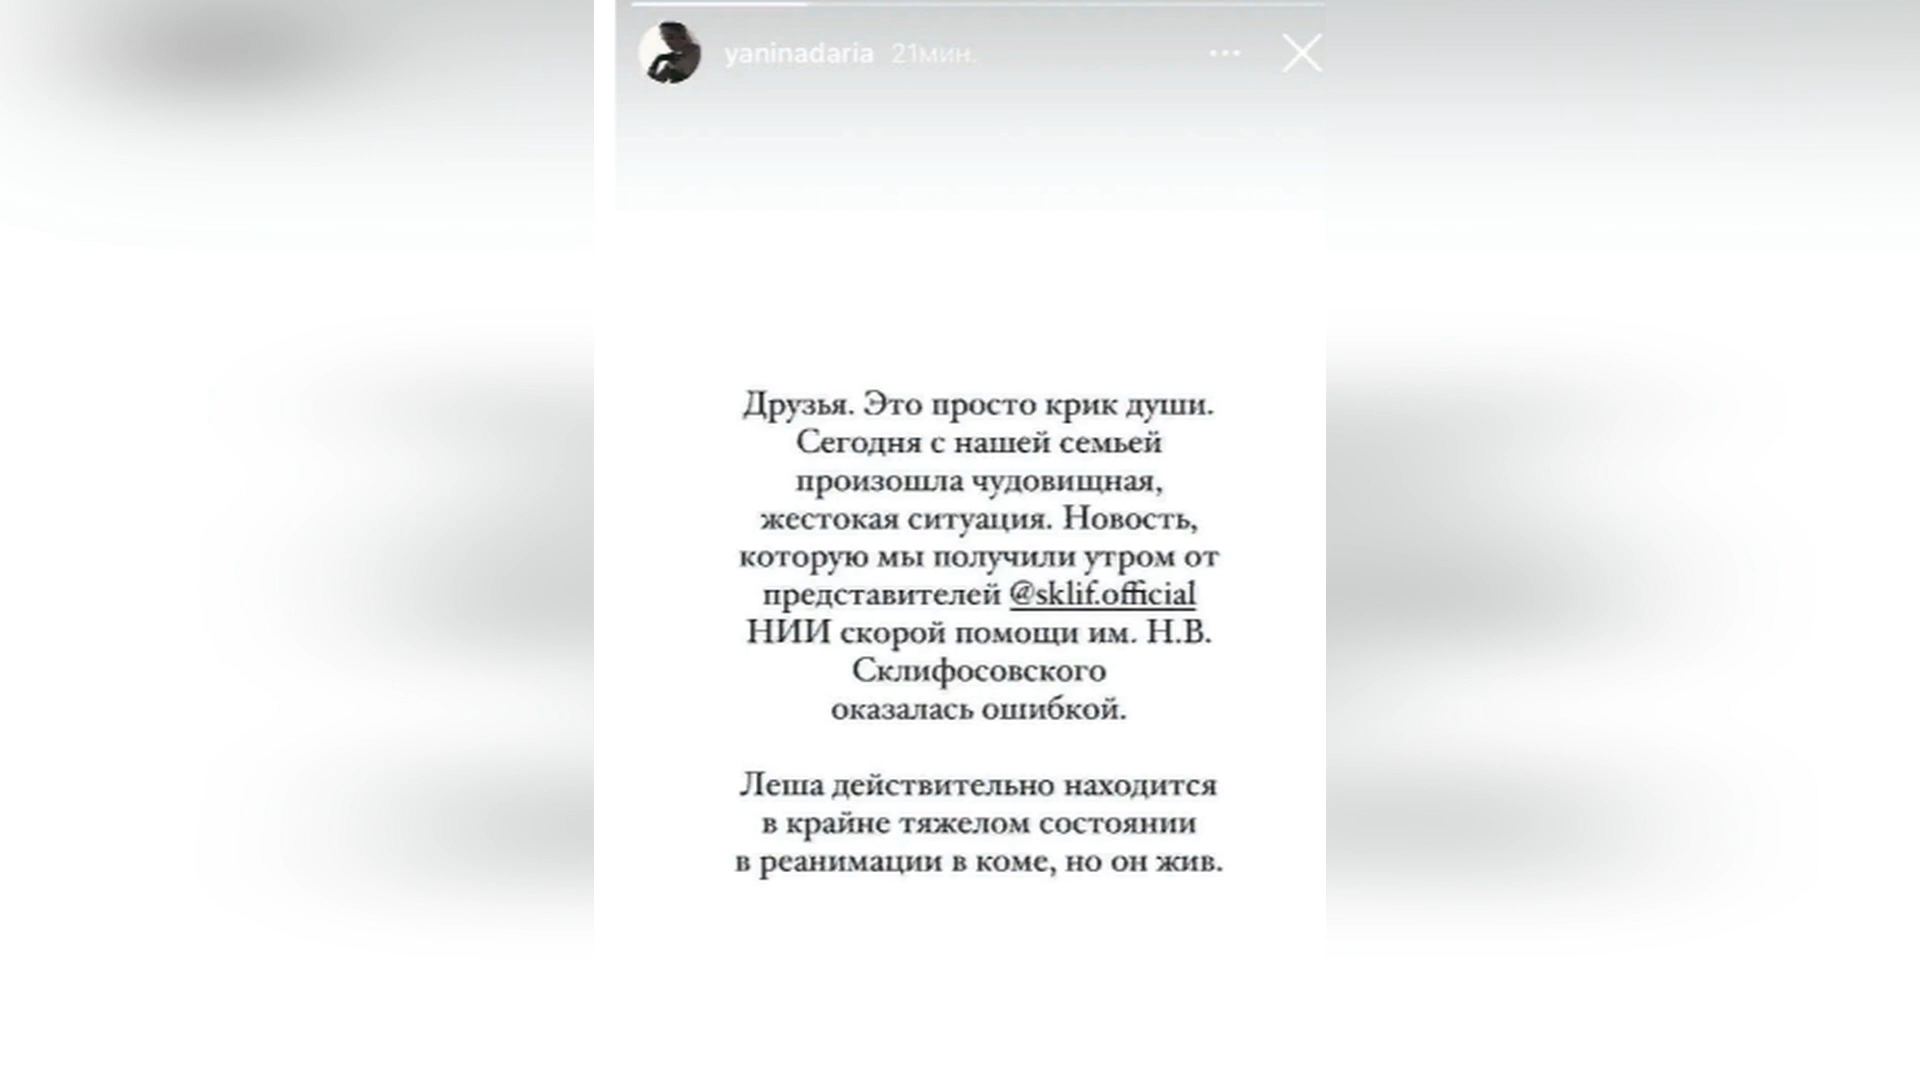 yaninadaria 21мин.
Друзья. Это просто крик души.
Сегодня с нашей семьей
произошла чудовищная,
жестокая ситуация. Новость,
которую мы получили утром от
представителей @sklif.official
НИИ скорой помощи им. Н.В.
Склифосовского
оказалась ошибкой.
Леша действительно находится
в крайне тяжелом состоянии
в реанимации в коме, но он жив.